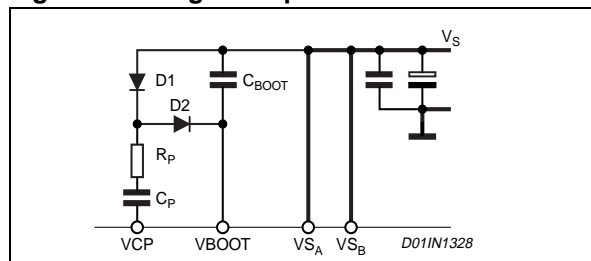 V_S
D1
C_BOOT
D2
R_P
C_P
VCP VBOOT VS_A VS_B D01IN1328